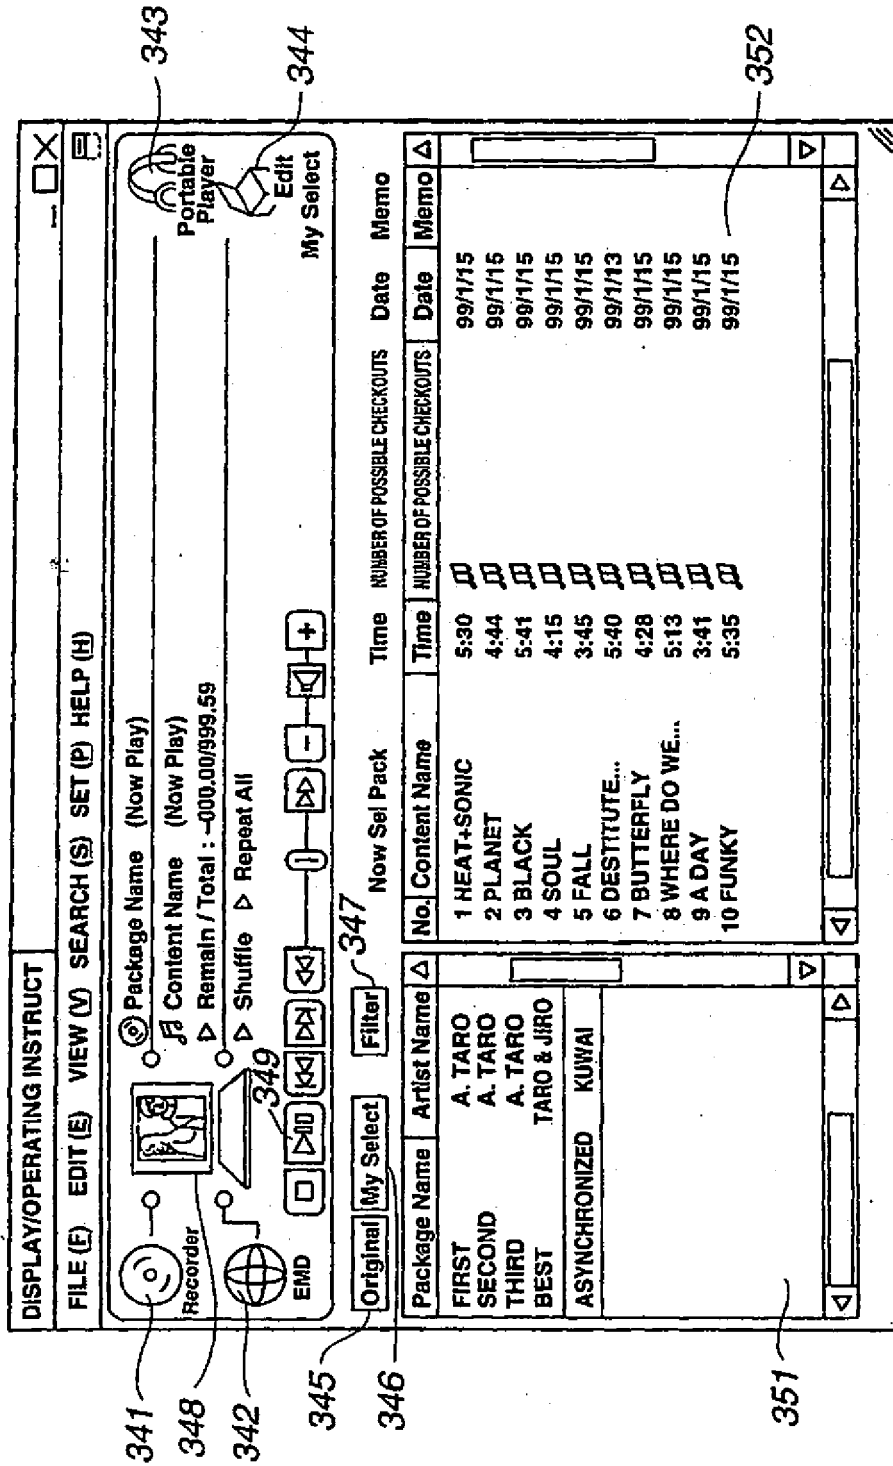 DISPLAY/OPERATING INSTRUCT
FILE (F) EDIT (E) VIEW (V) SEARCH (S) SET (P) HELP (H)
341
Recorder
348
342
EMD
Package Name (Now Play)
Content Name (Now Play)
Remain / Total : –000.00/999.59
Shuffle Repeat All
349
343
Portable
Player
344
Edit
My Select
345
Original
My Select
346
Filter
347
Now Sel Pack Time NUMBER OF POSSIBLE CHECKOUTS Date Memo
Package Name Artist Name
FIRST A. TARO
SECOND A. TARO
THIRD A. TARO
BEST TARO & JIRO
ASYNCHRONIZED KUWAI
351
No. Content Name Time NUMBER OF POSSIBLE CHECKOUTS Date Memo
1 HEAT+SONIC 5:30 99/1/15
2 PLANET 4:44 99/1/15
3 BLACK 5:41 99/1/15
4 SOUL 4:15 99/1/15
5 FALL 3:45 99/1/15
6 DESTITUTE... 5:40 99/1/13
7 BUTTERFLY 4:28 99/1/15
8 WHERE DO WE... 5:13 99/1/15
9 A DAY 3:41 99/1/15
10 FUNKY 5:35 99/1/15
352